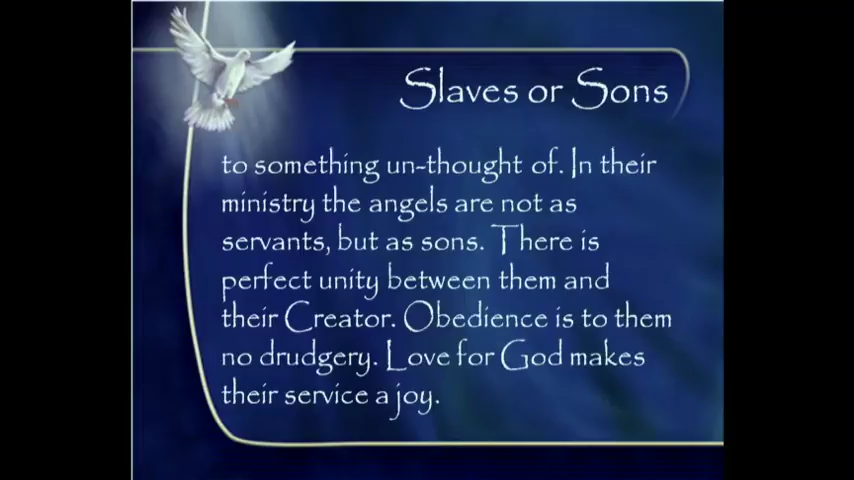 Slaves or Sons
to something un-thought of. In their
ministry the angels are not as
servants, but as sons. There is
perfect unity between them and
their Creator. Obedience is to them
no drudgery. Love for God makes
their service a joy.